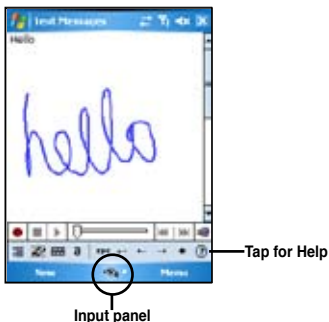 Text Messages
Hello
hello
Tap for Help
New
Menu
Input panel